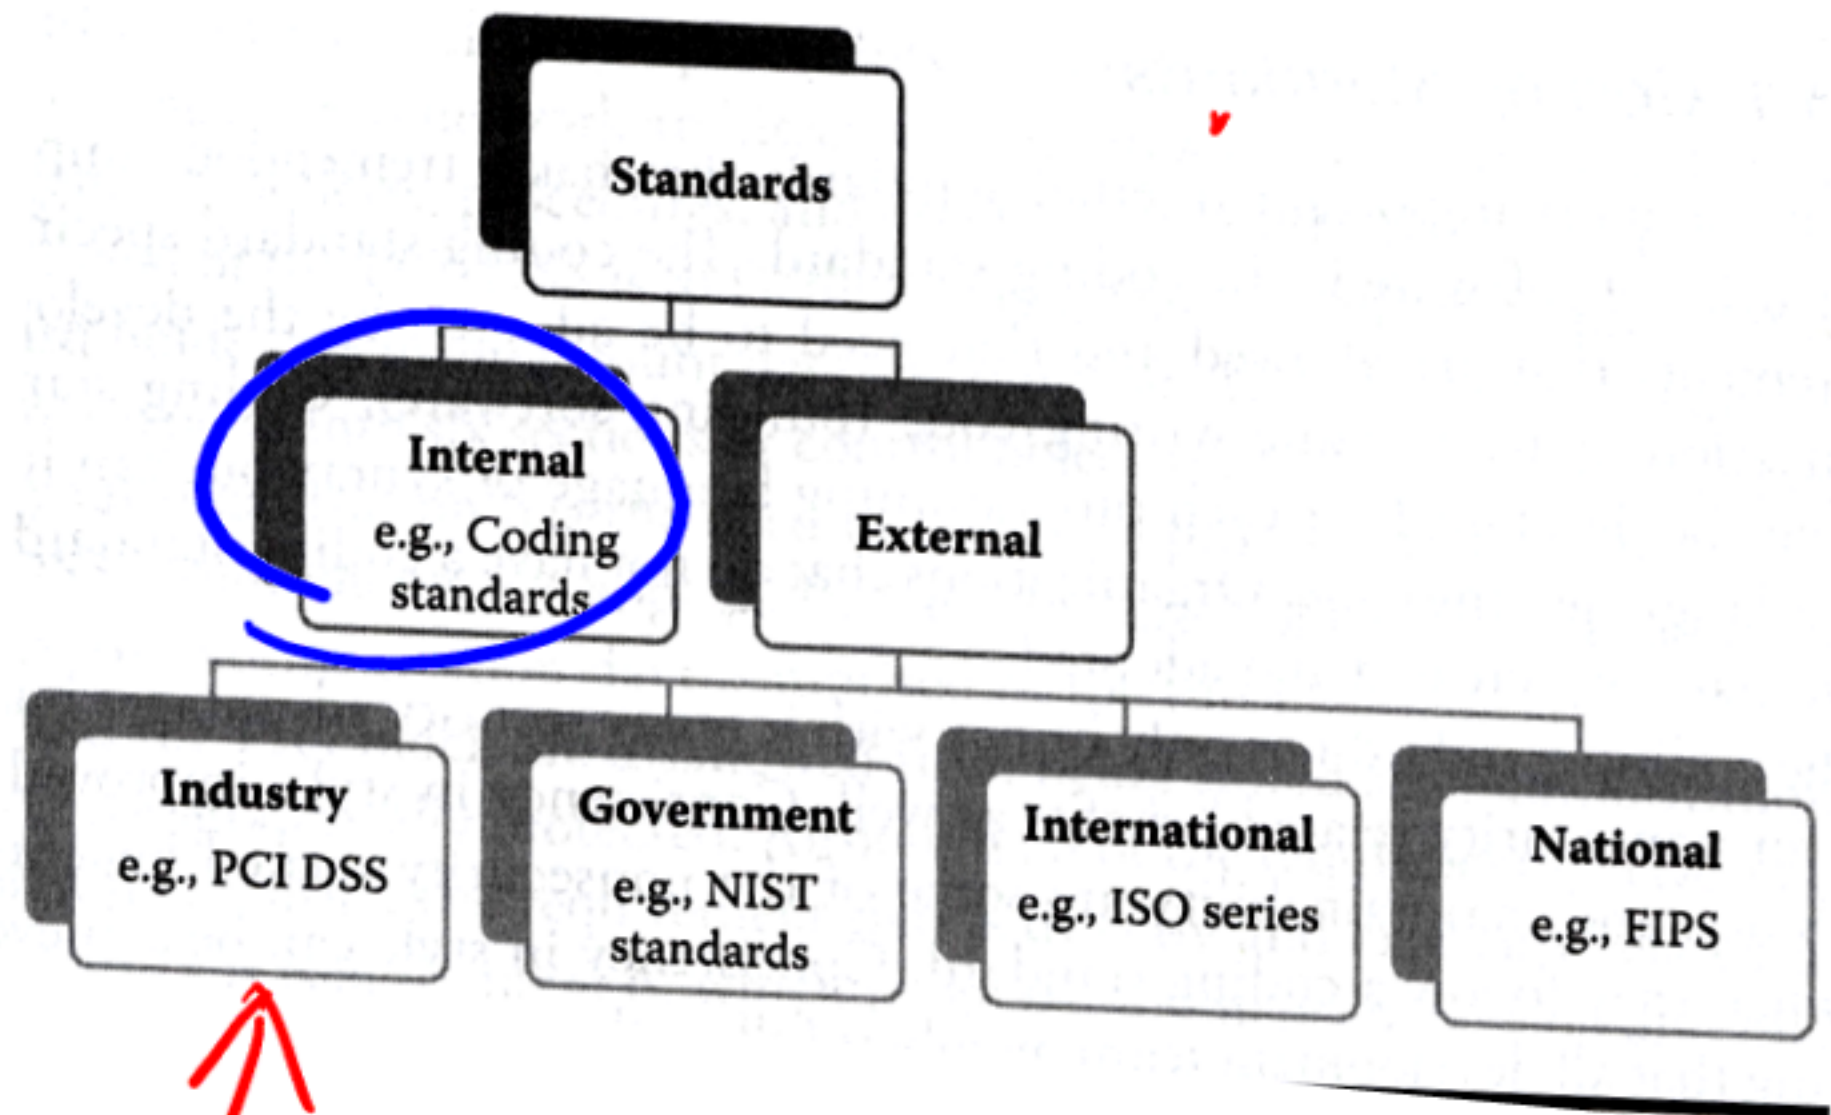 Standards
Internal
e.g., Coding
standards
External
Industry
e.g., PCI DSS
Government
e.g., NIST
standards
International
e.g., ISO series
National
e.g., FIPS